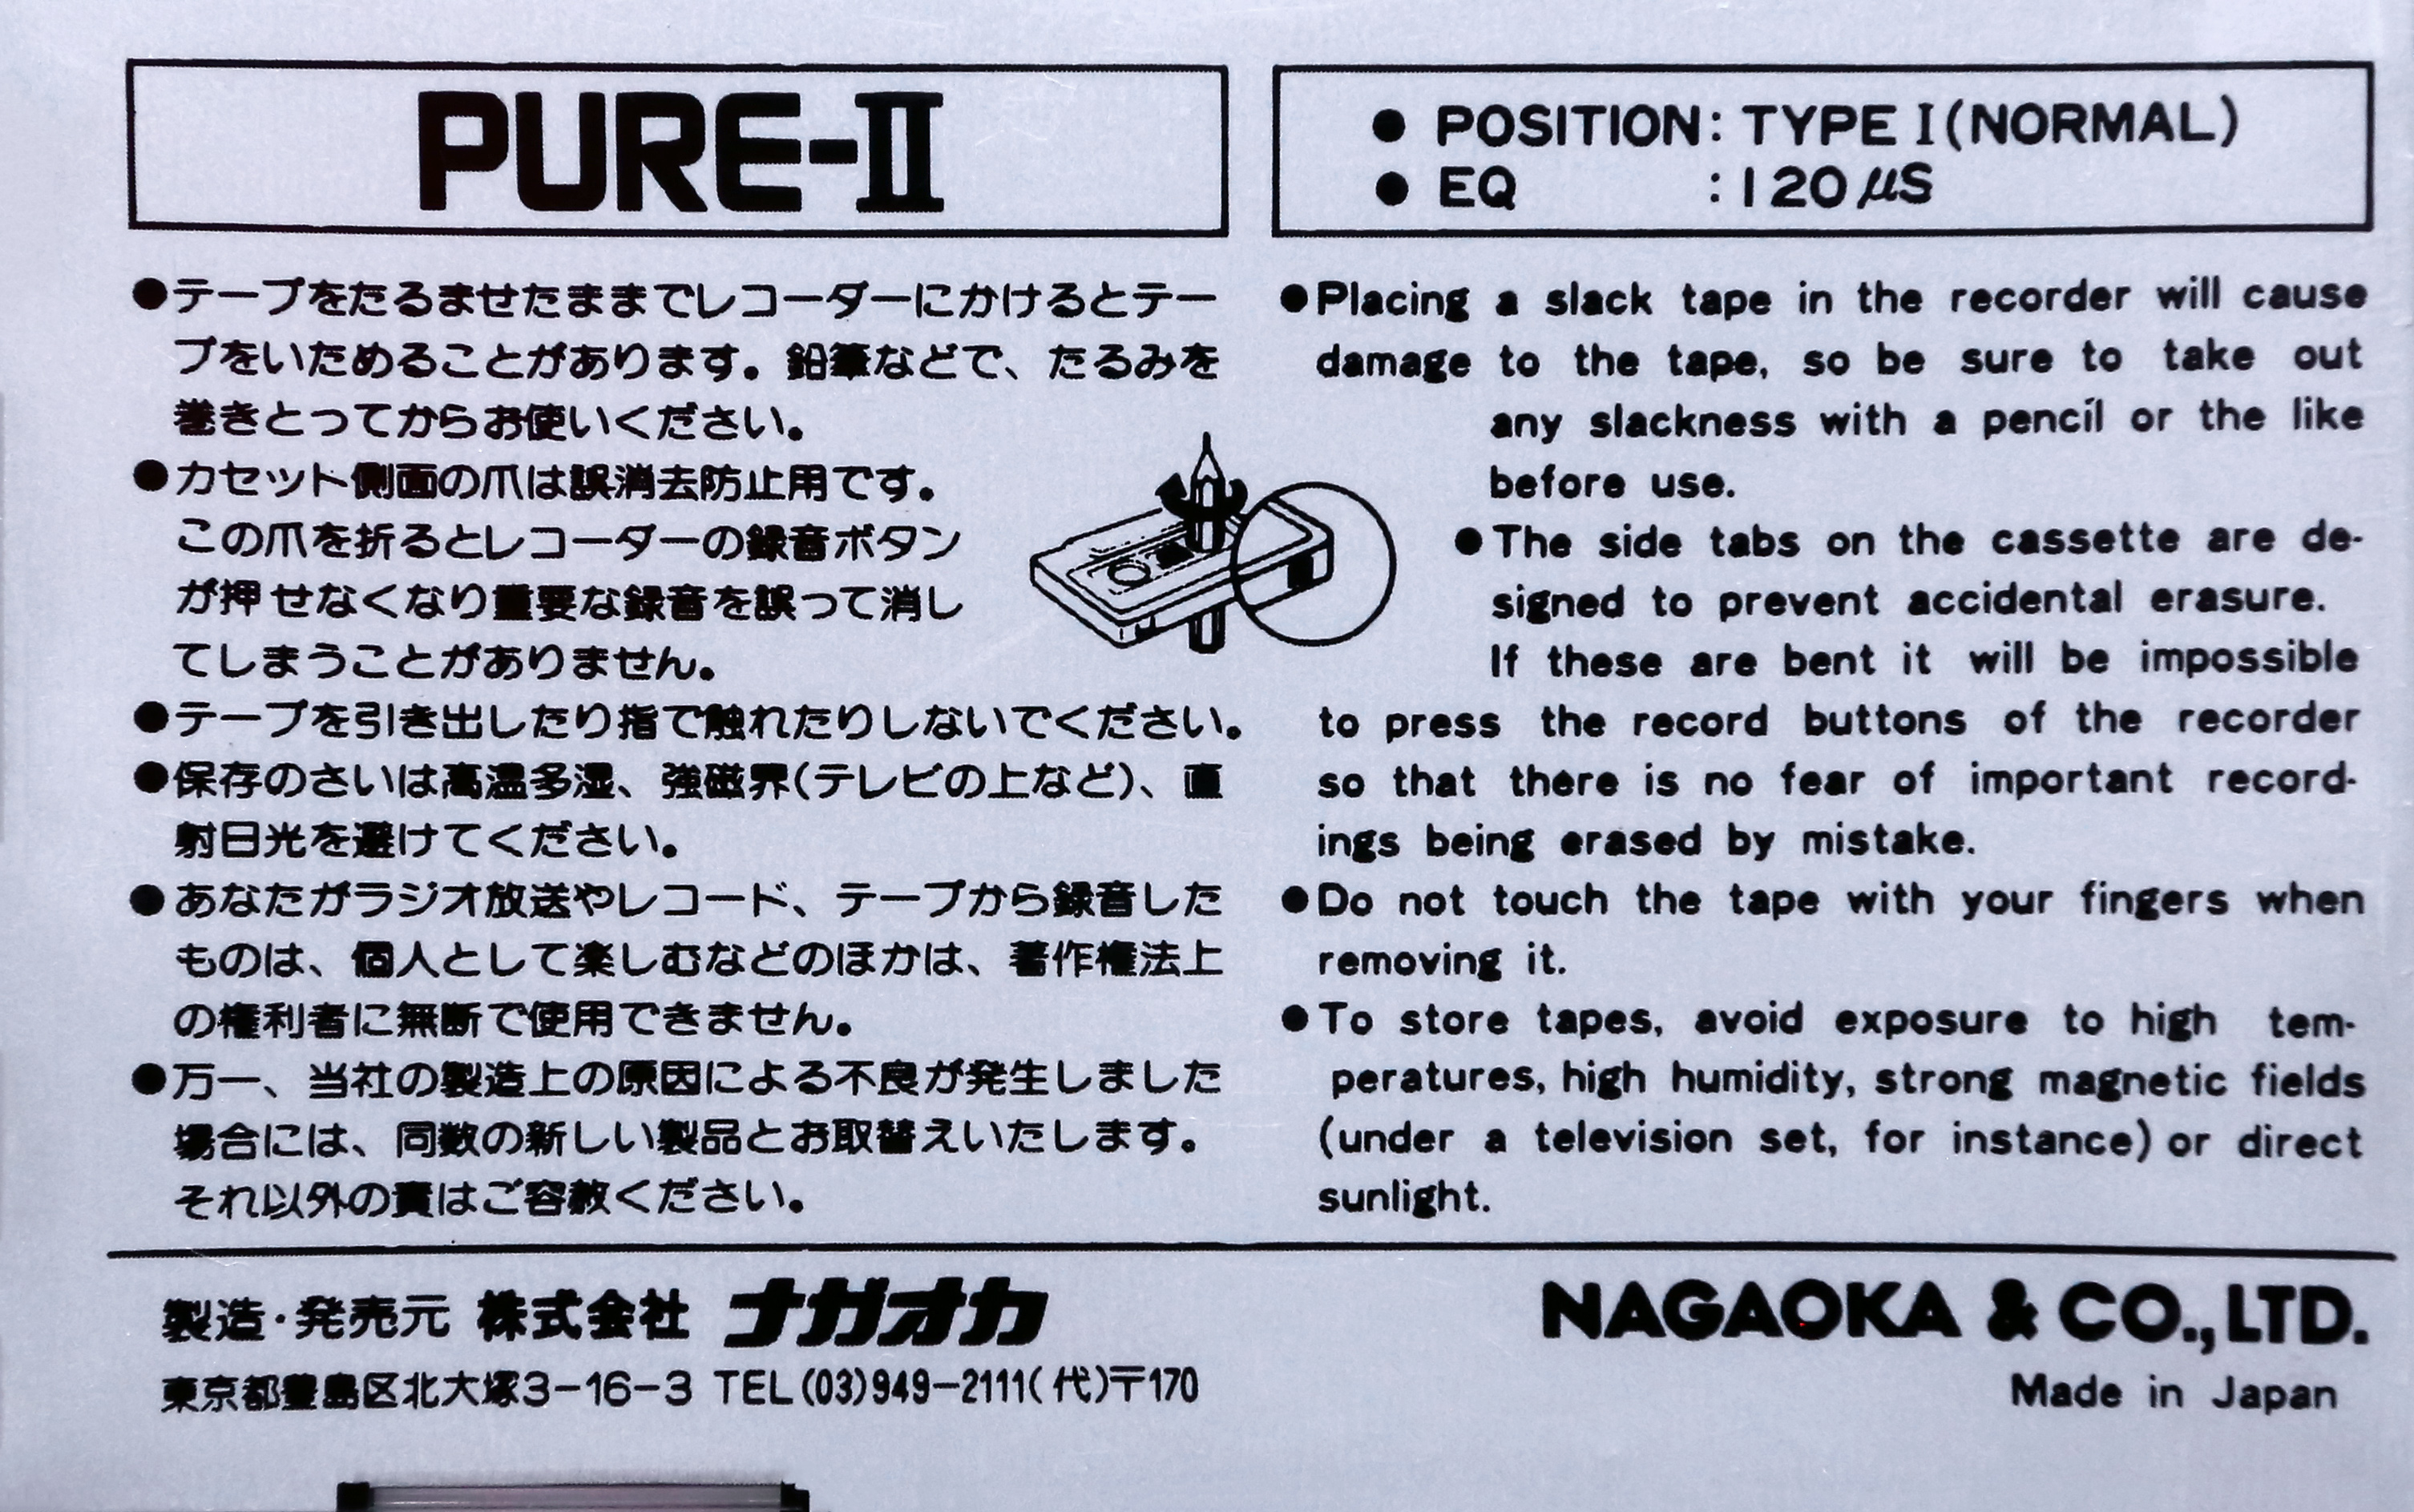 PURE-II
● POSITION: TYPE I (NORMAL)
● EQ : 120μS
●テープをたるませたままでレコーダーにかけるとテー
プをいためることがあります。鉛筆などで、たるみを
巻きとってからお使いください。
●カセット側面の爪は誤消去防止用です。
この爪を折るとレコーダーの録音ボタン
が押せなくなり重要な録音を誤って消し
てしまうことがありません。
●テープを引き出したり指で触れたりしないでください。
●保存のさいは高温多湿、強磁界(テレビの上など)、直
射日光を避けてください。
●あなたがラジオ放送やレコード、テープから録音した
ものは、個人として楽しむなどのほかは、著作権法上
の権利者に無断で使用できません。
●万一、当社の製造上の原因による不良が発生しました
場合には、同数の新しい製品とお取替えいたします。
それ以外の責はご容赦ください。
●Placing a slack tape in the recorder will cause
damage to the tape, so be sure to take out
any slackness with a pencil or the like
before use.
●The side tabs on the cassette are de-
signed to prevent accidental erasure.
If these are bent it will be impossible
to press the record buttons of the recorder
so that there is no fear of important record-
ings being erased by mistake.
●Do not touch the tape with your fingers when
removing it.
●To store tapes, avoid exposure to high tem-
peratures, high humidity, strong magnetic fields
(under a television set, for instance) or direct
sunlight.
製造・発売元 株式会社 ナガオカ
東京都豊島区北大塚3-16-3 TEL(03)949-2111(代)〒170
NAGAOKA & CO., LTD.
Made in Japan